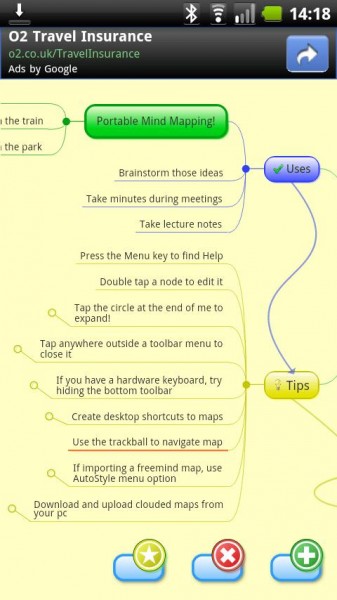 14:18
O2 Travel Insurance
o2.co.uk/TravelInsurance
Ads by Google
the train
the park
Portable Mind Mapping!
Uses
Brainstorm those ideas
Take minutes during meetings
Take lecture notes
Press the Menu key to find Help
Double tap a node to edit it
Tap the circle at the end of me to
expand!
Tap anywhere outside a toolbar menu to
close it
If you have a hardware keyboard, try
hiding the bottom toolbar
Tips
Create desktop shortcuts to maps
Use the trackball to navigate map
If importing a freemind map, use
AutoStyle menu option
Download and upload clouded maps from
your pc